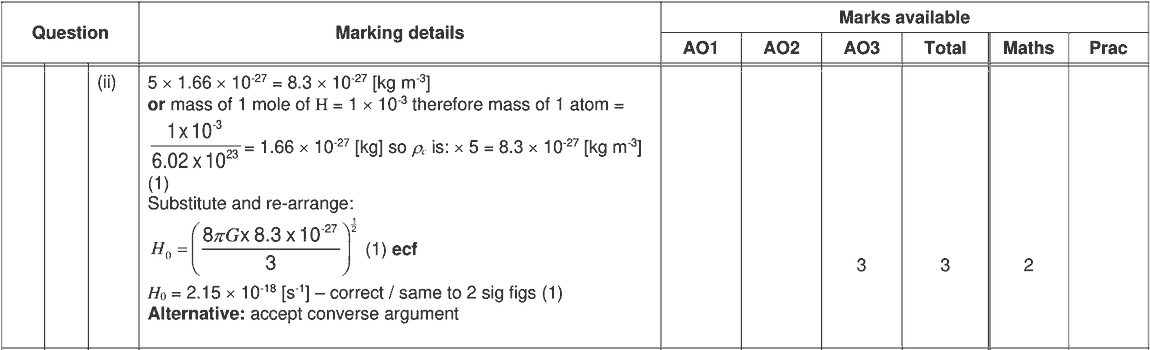 Question
Marking details
Marks available
AO1 AO2 AO3 Total Maths Prac
(ii)
5 × 1.66 × 10⁻²⁷ = 8.3 × 10⁻²⁷ [kg m⁻³]
or mass of 1 mole of H = 1 × 10⁻³ therefore mass of 1 atom =
1 x 10⁻³ / 6.02 x 10²³ = 1.66 × 10⁻²⁷ [kg] so ρc is: × 5 = 8.3 × 10⁻²⁷ [kg m⁻³]
(1)
Substitute and re-arrange:
H₀ = (8πGx 8.3 x 10⁻²⁷ / 3)^½ (1) ecf
H₀ = 2.15 × 10⁻¹⁸ [s⁻¹] – correct / same to 2 sig figs (1)
Alternative: accept converse argument
3 3 2